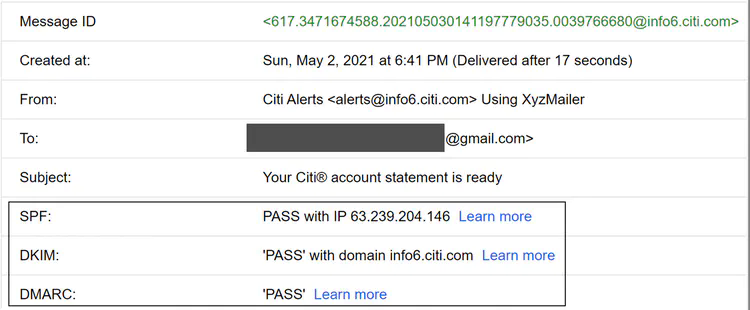 Message ID <617.3471674588.202105030141197779035.0039766680@info6.citi.com>
Created at: Sun, May 2, 2021 at 6:41 PM (Delivered after 17 seconds)
From: Citi Alerts <alerts@info6.citi.com> Using XyzMailer
To: @gmail.com>
Subject: Your Citi® account statement is ready
SPF: PASS with IP 63.239.204.146 Learn more
DKIM: 'PASS' with domain info6.citi.com Learn more
DMARC: 'PASS' Learn more